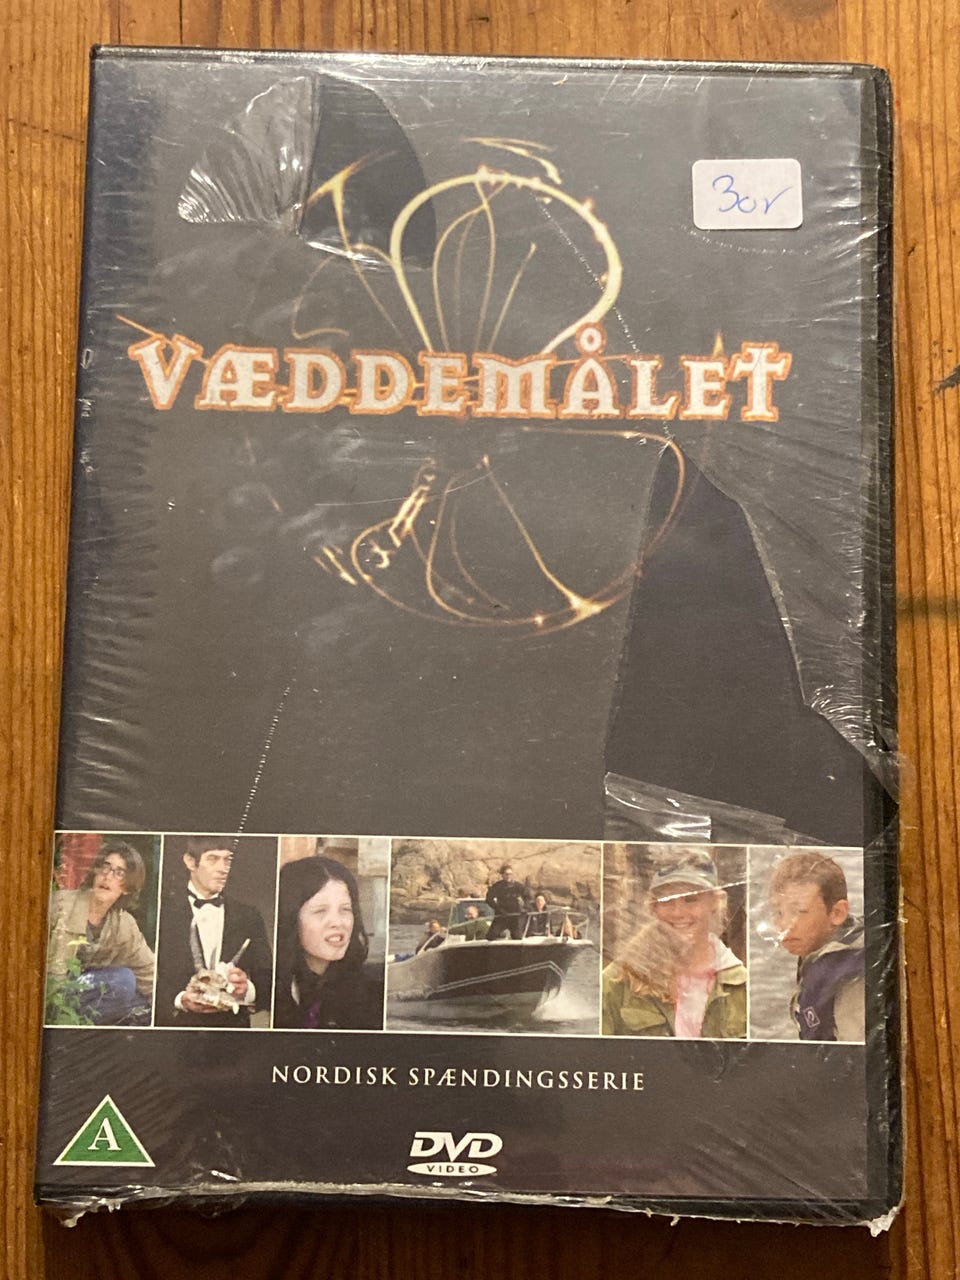 30r
VÆDDEMÅLET
NORDISK SPÆNDINGSSERIE
A
DVD
VIDEO